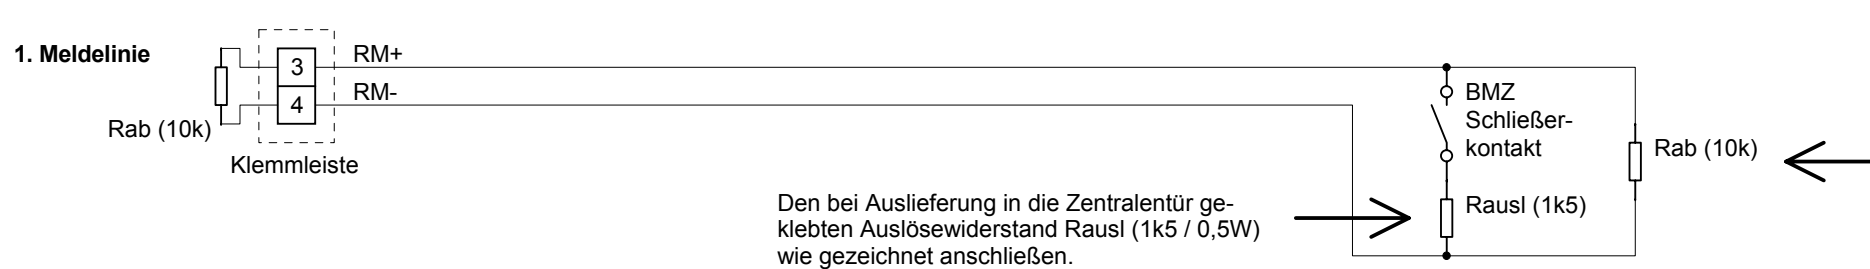 1. Meldelinie
3
RM+
4
RM-
Rab (10k)
Klemmleiste
BMZ
Schließer-
kontakt
Rab (10k)
Rausl (1k5)
Den bei Auslieferung in die Zentralentür ge-
klebten Auslösewiderstand Rausl (1k5 / 0,5W)
wie gezeichnet anschließen.